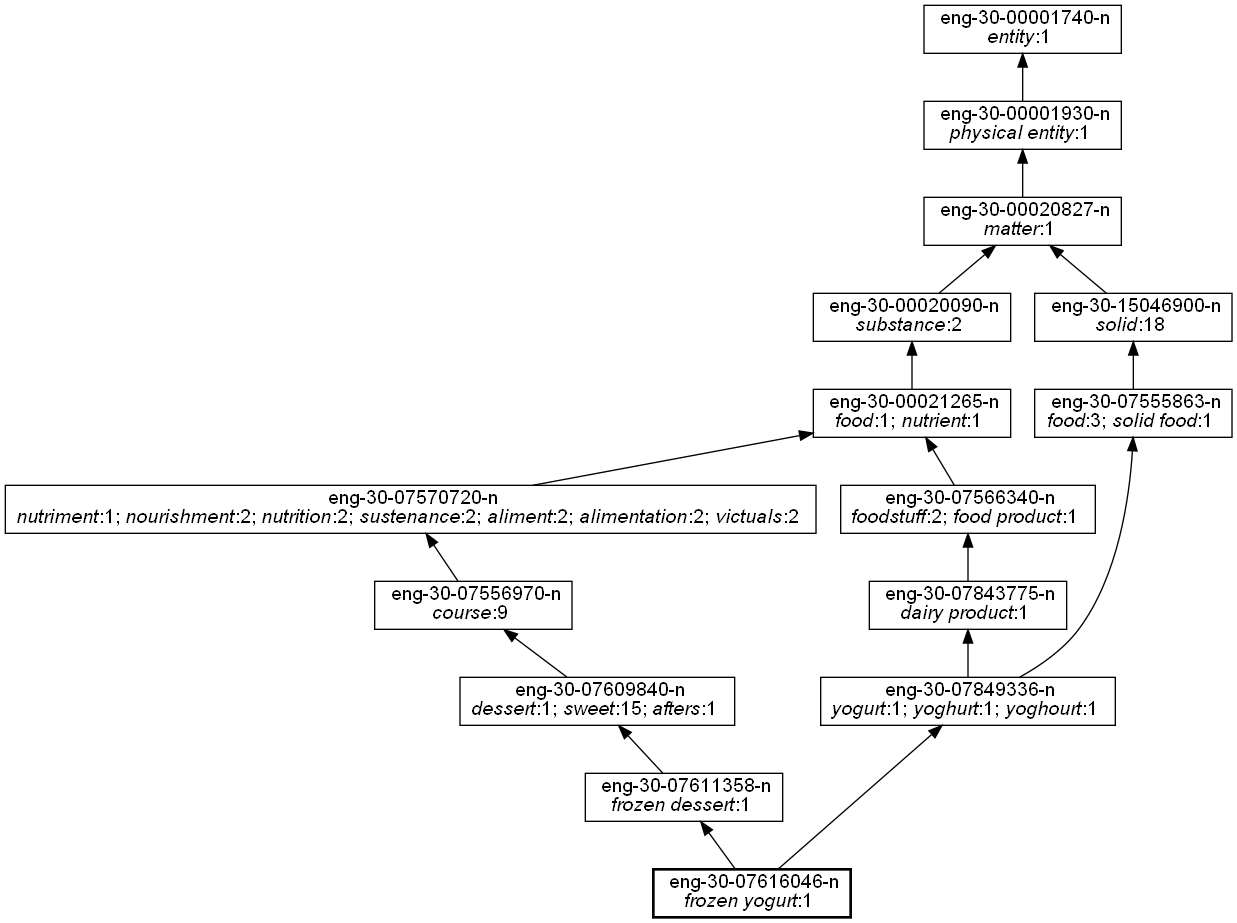 eng-30-00001740-n
entity:1
eng-30-00001930-n
physical entity:1
eng-30-00020827-n
matter:1
eng-30-00020090-n
substance:2
eng-30-15046900-n
solid:18
eng-30-00021265-n
food:1; nutrient:1
eng-30-07555863-n
food:3; solid food:1
eng-30-07570720-n
nutriment:1; nourishment:2; nutrition:2; sustenance:2; aliment:2; alimentation:2; victuals:2
eng-30-07566340-n
foodstuff:2; food product:1
eng-30-07556970-n
course:9
eng-30-07843775-n
dairy product:1
eng-30-07609840-n
dessert:1; sweet:15; afters:1
eng-30-07849336-n
yogurt:1; yoghurt:1; yoghourt:1
eng-30-07611358-n
frozen dessert:1
eng-30-07616046-n
frozen yogurt:1